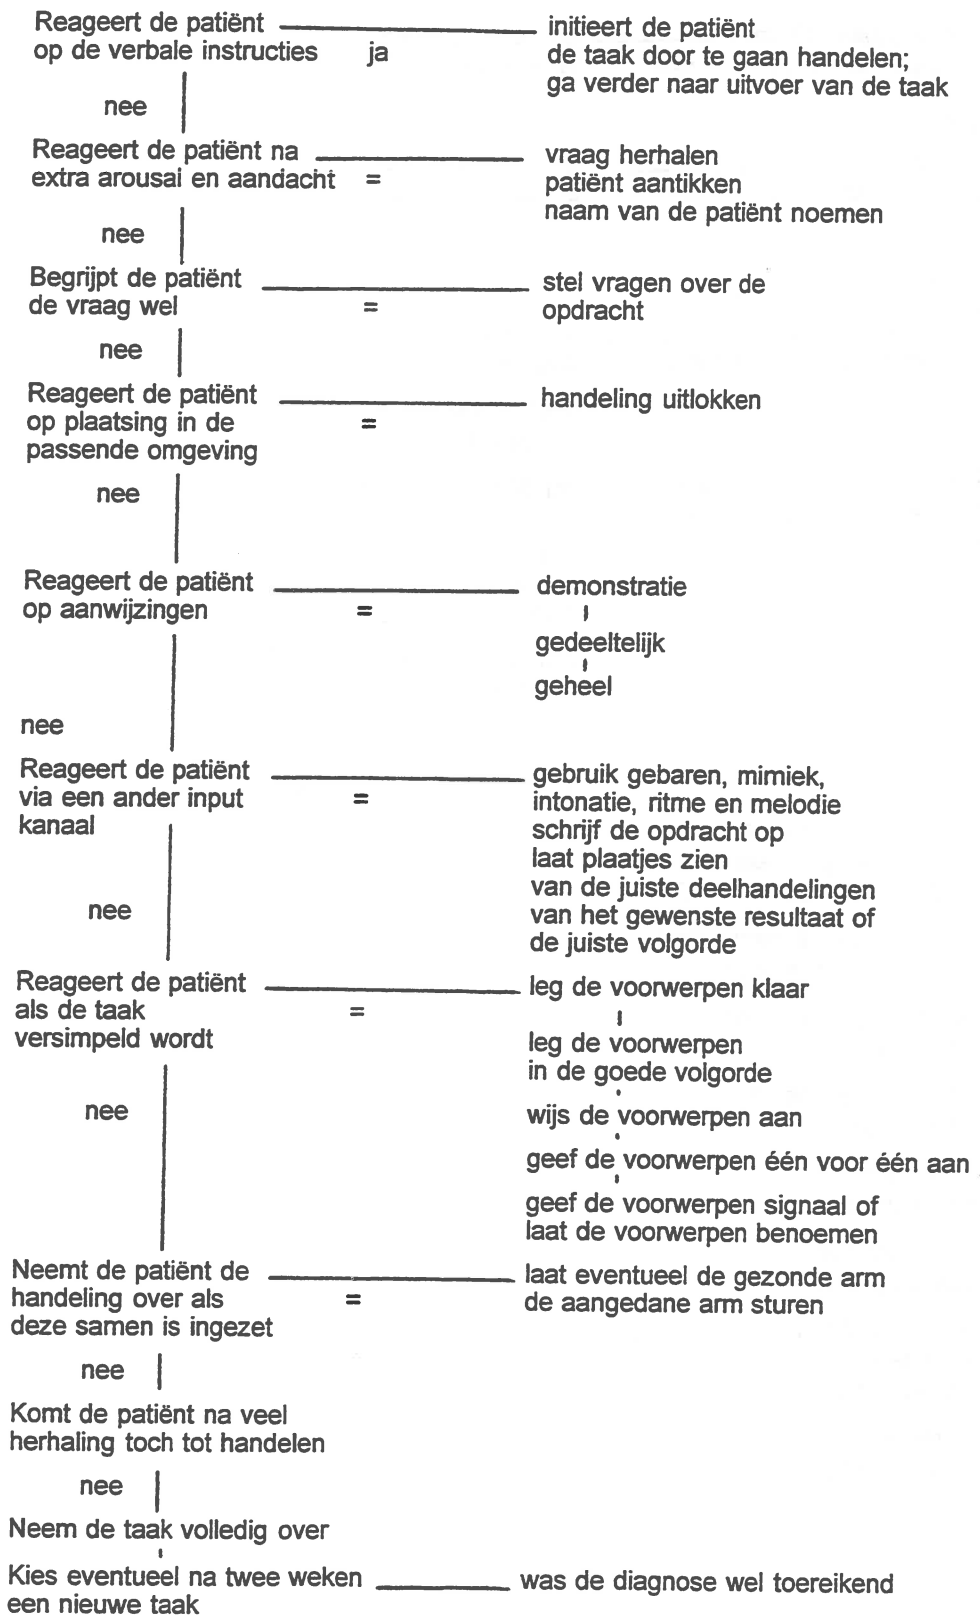 Reageert de patiënt
op de verbale instructies ja
initieert de patiënt
de taak door te gaan handelen;
ga verder naar uitvoer van de taak
nee
Reageert de patiënt na
extra arousai en aandacht =
vraag herhalen
patiënt aantikken
naam van de patiënt noemen
nee
Begrijpt de patiënt
de vraag wel =
stel vragen over de
opdracht
nee
Reageert de patiënt
op plaatsing in de =
passende omgeving
handeling uitlokken
nee
Reageert de patiënt
op aanwijzingen =
demonstratie
gedeeltelijk
geheel
nee
Reageert de patiënt
via een ander input =
kanaal
gebruik gebaren, mimiek,
intonatie, ritme en melodie
schrijf de opdracht op
laat plaatjes zien
van de juiste deelhandelingen
van het gewenste resultaat of
de juiste volgorde
nee
Reageert de patiënt
als de taak =
versimpeld wordt
leg de voorwerpen klaar
leg de voorwerpen
in de goede volgorde
wijs de voorwerpen aan
geef de voorwerpen één voor één aan
geef de voorwerpen signaal of
laat de voorwerpen benoemen
nee
Neemt de patiënt de
handeling over als =
deze samen is ingezet
laat eventueel de gezonde arm
de aangedane arm sturen
nee
Komt de patiënt na veel
herhaling toch tot handelen
nee
Neem de taak volledig over
Kies eventueel na twee weken
een nieuwe taak
was de diagnose wel toereikend